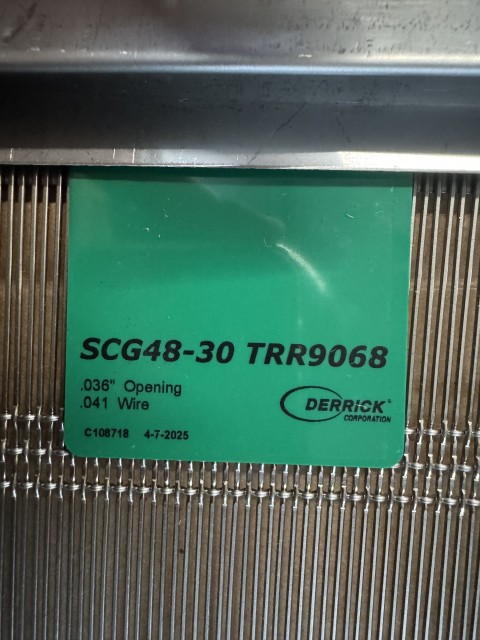 SCG48-30 TRR9068
.036" Opening
.041 Wire
DERRICK®
CORPORATION
C108718 4-7-2025